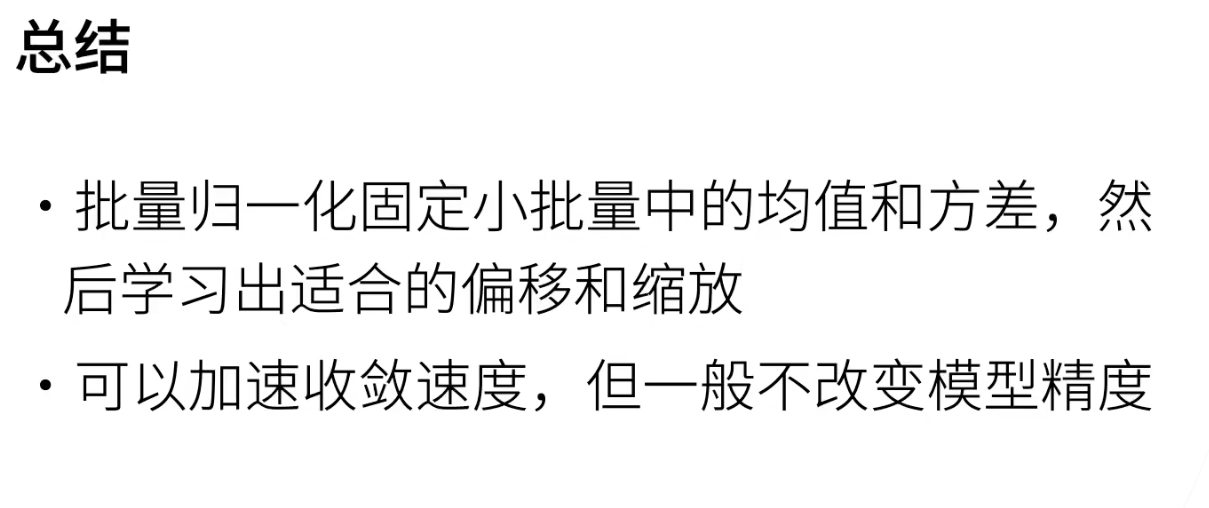 总结
• 批量归一化固定小批量中的均值和方差，然
后学习出适合的偏移和缩放
• 可以加速收敛速度，但一般不改变模型精度